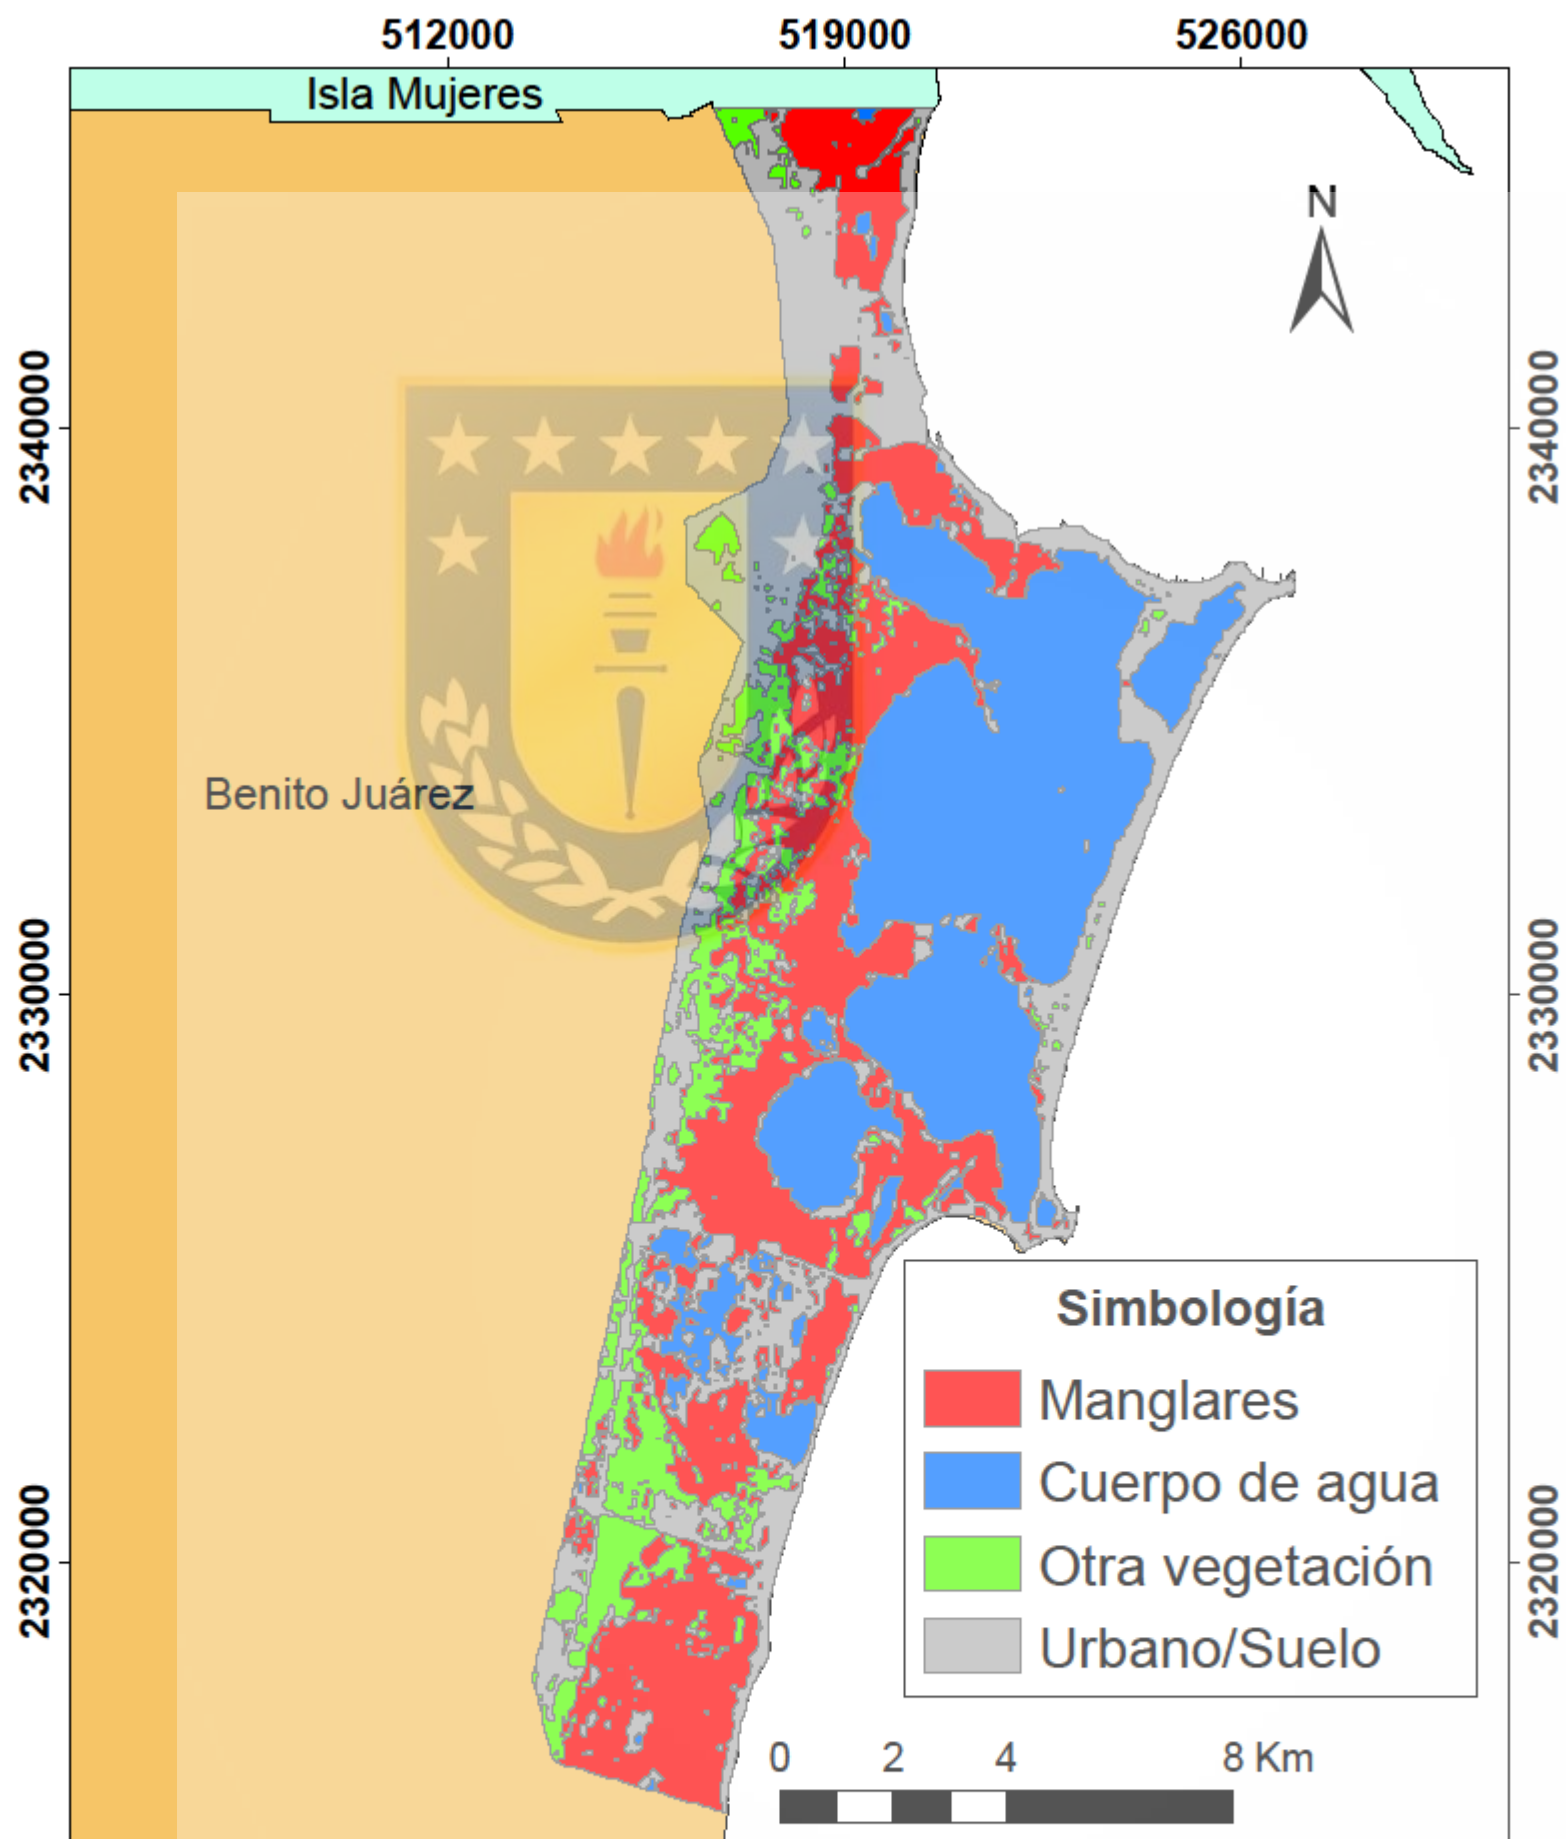 512000 519000 526000
Isla Mujeres
N
2340000 2340000
Benito Juárez
2330000 2330000
Simbología
Manglares
Cuerpo de agua
Otra vegetación
Urbano/Suelo
2320000 2320000
0 2 4 8 Km